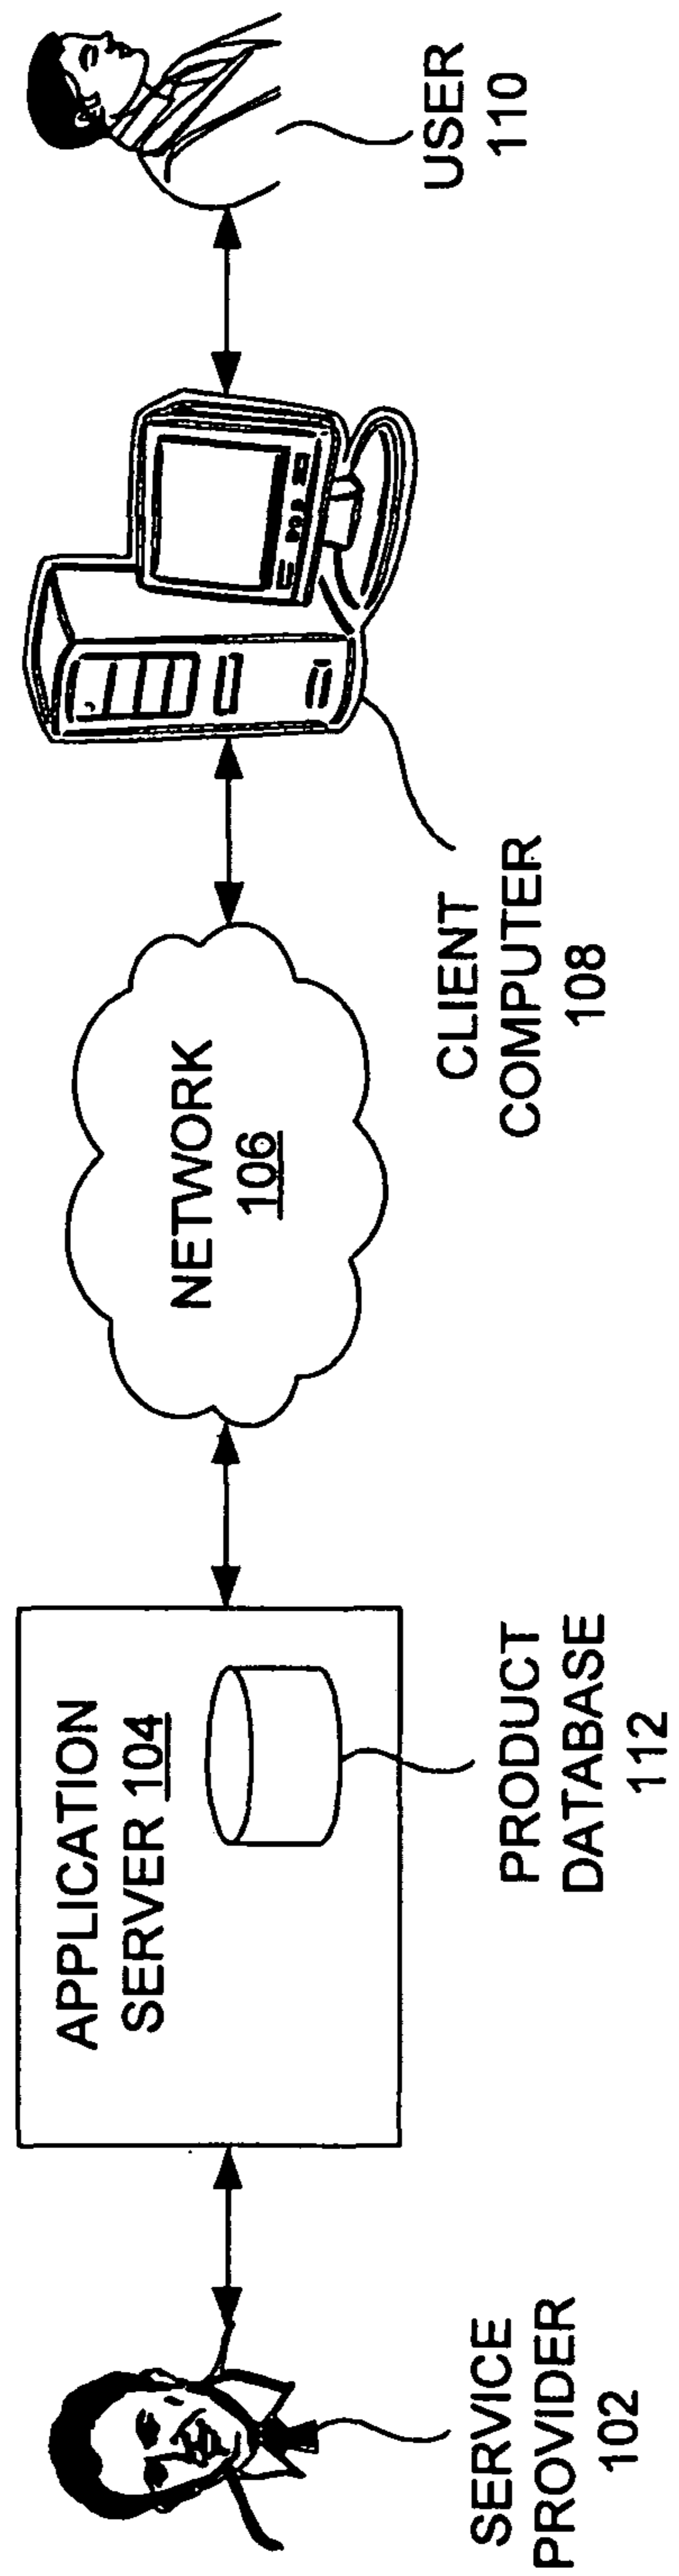 APPLICATION
SERVER 104
NETWORK
106
SERVICE
PROVIDER
102
PRODUCT
DATABASE
112
CLIENT
COMPUTER
108
USER
110